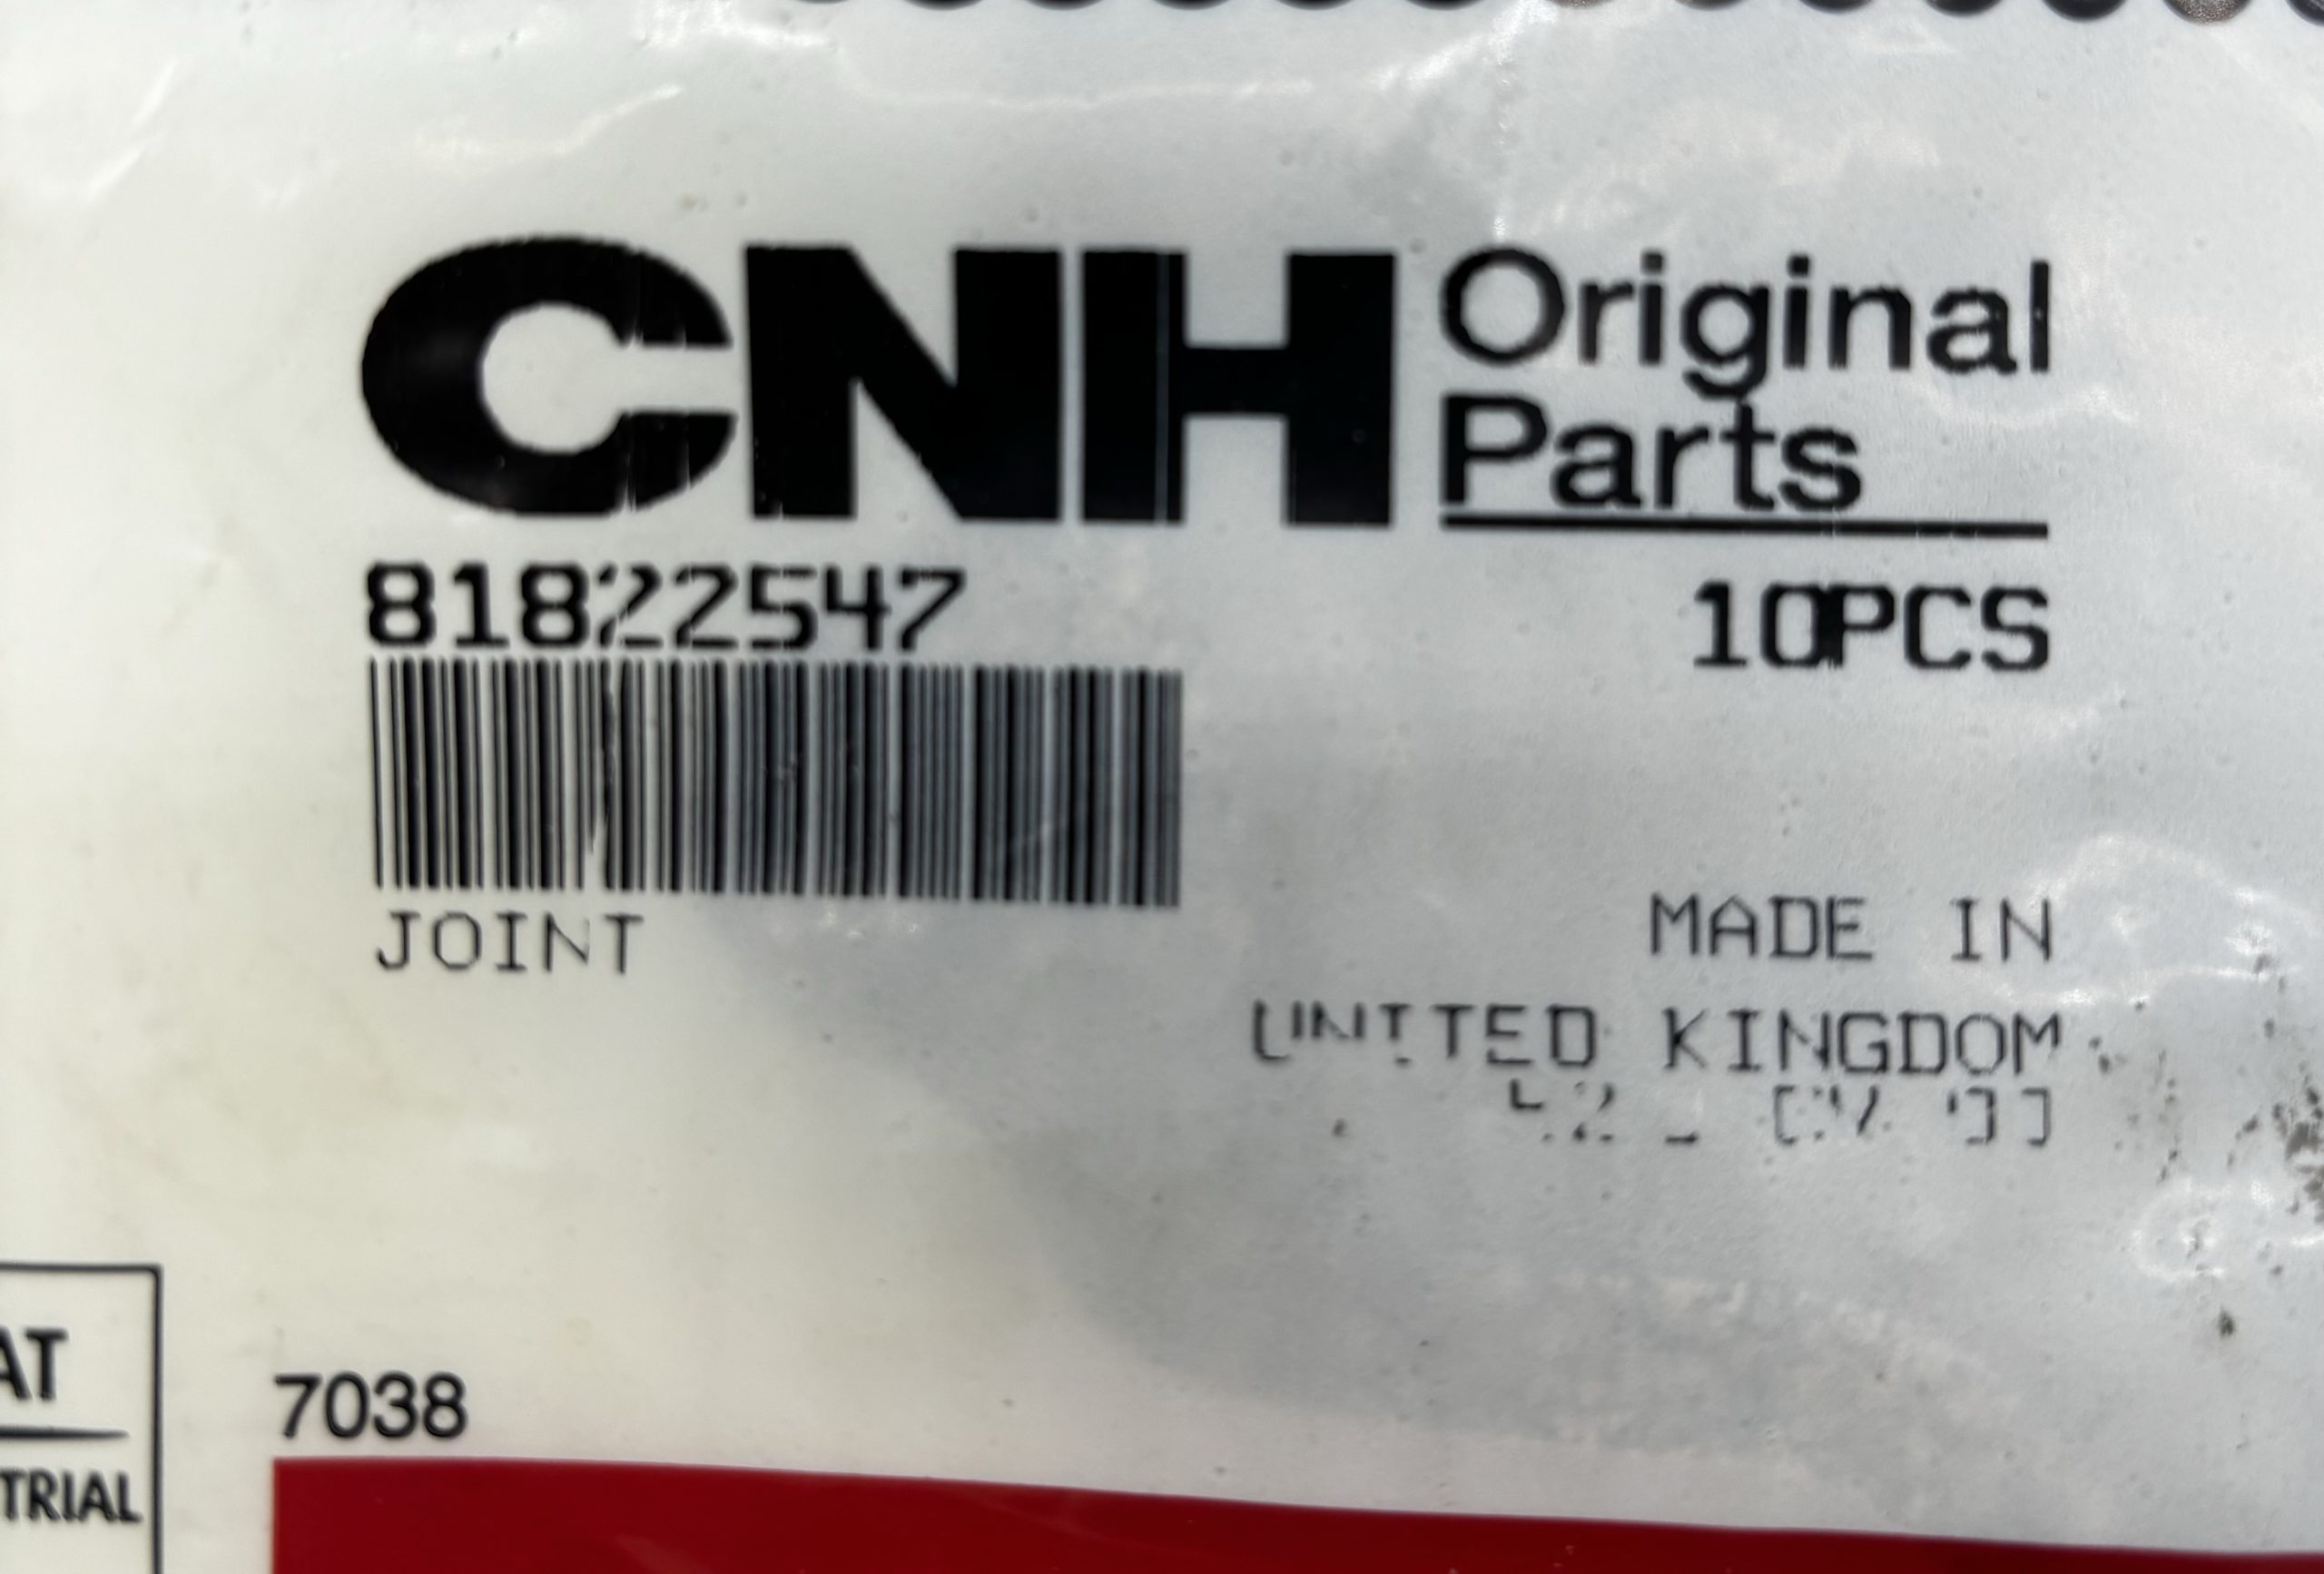 CNH Original
Parts
81822547 10PCS
JOINT
MADE IN
UNITED KINGDOM
AT
TRIAL
7038